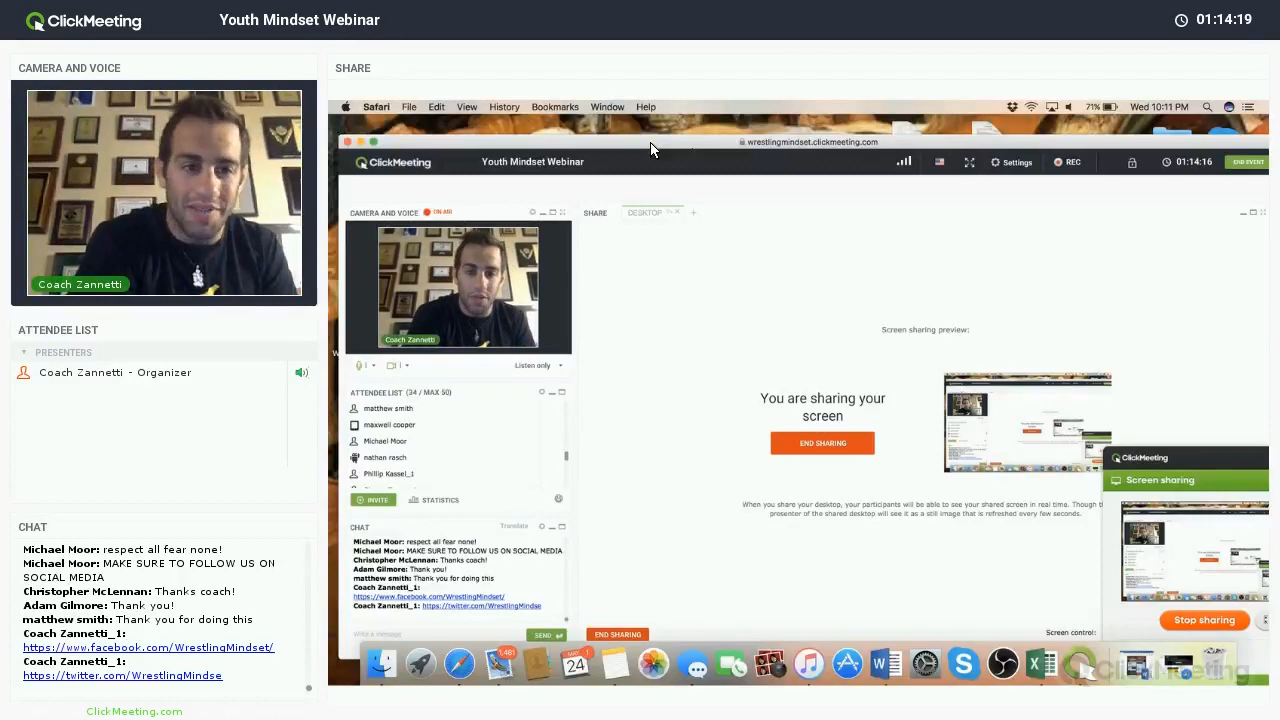 ClickMeeting
Youth Mindset Webinar
01:14:19
CAMERA AND VOICE
Coach Zannetti
ATTENDEE LIST
PRESENTERS
Coach Zannetti - Organizer
CHAT
Michael Moor: respect all fear none!
Michael Moor: MAKE SURE TO FOLLOW US ON
SOCIAL MEDIA
Christopher McLennan: Thanks coach!
Adam Gilmore: Thank you!
matthew smith: Thank you for doing this
Coach Zannetti_1:
https://www.facebook.com/WrestlingMindset/
Coach Zannetti_1:
https://twitter.com/WrestlingMindse
ClickMeeting.com
SHARE
Safari File Edit View History Bookmarks Window Help
71% Wed 10:11 PM
wrestlingmindset.clickmeeting.com
ClickMeeting
Youth Mindset Webinar
Settings
REC
01:14:16
END EVENT
CAMERA AND VOICE ON AIR
Coach Zannetti
Listen only
ATTENDEE LIST (34 / MAX 50)
matthew smith
maxwell cooper
Michael Moor
nathan rasch
Phillip Kassel_1
INVITE
STATISTICS
CHAT
Translate
Michael Moor: respect all fear none!
Michael Moor: MAKE SURE TO FOLLOW US ON SOCIAL MEDIA
Christopher McLennan: Thanks coach!
Adam Gilmore: Thank you!
matthew smith: Thank you for doing this
Coach Zannetti_1:
https://www.facebook.com/WrestlingMindset/
Coach Zannetti_1: https://twitter.com/WrestlingMindse
Write a message
SEND
SHARE
DESKTOP
Screen sharing preview:
You are sharing your
screen
END SHARING
When you share your desktop, your participants will be able to see your shared screen in real time. Though t
presenter of the shared desktop will see it as a still image that is refreshed every few seconds.
END SHARING
Screen control:
ClickMeeting
Screen sharing
Stop sharing
1,481
MAY
24
ClickMeeting